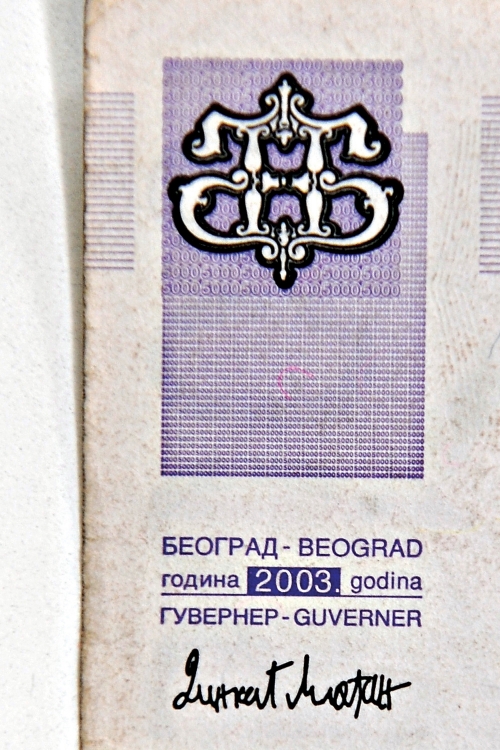 БЕОГРАД - BEOGRAD
година 2003. godina
ГУВЕРНЕР - GUVERNER